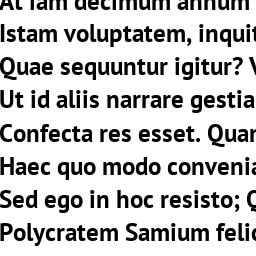 At iam decimum annum
Istam voluptatem, inquit
Quae sequuntur igitur?
Ut id aliis narrare gestia
Confecta res esset. Quar
Haec quo modo convenia
Sed ego in hoc resisto;
Polycratem Samium felic